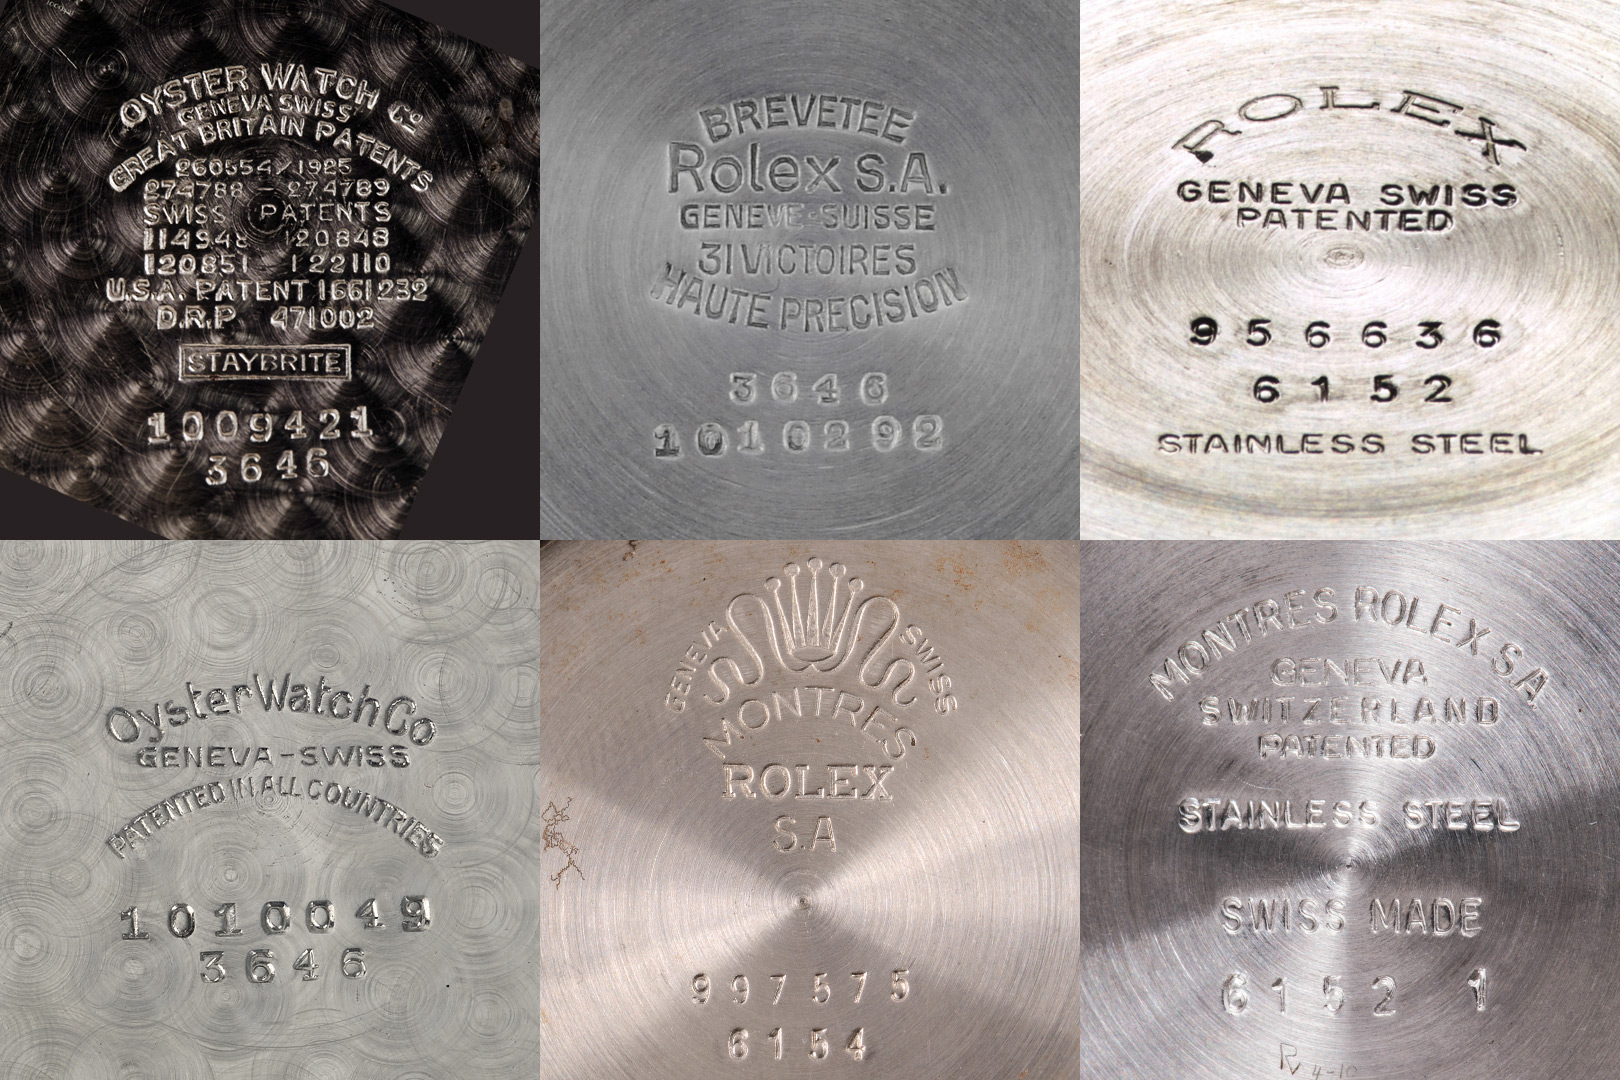 OYSTER WATCH Co
GENEVA SWISS
GREAT BRITAIN PATENTS
260554/1925
274788 - 274789
SWISS PATENTS
114948 120848
120851 122110
U.S.A. PATENT 1661232
D.R.P 471002
STAYBRITE
1009421
3646
BREVETEE
Rolex S.A.
GENEVE-SUISSE
31 VICTOIRES
HAUTE PRECISION
3646
1010292
ROLEX
GENEVA SWISS
PATENTED
956636
6152
STAINLESS STEEL
Oyster Watch Co
GENEVA-SWISS
PATENTED IN ALL COUNTRIES
1010049
3646
GENEVA SWISS
MONTRES
ROLEX
S.A
997575
6154
MONTRES ROLEX S.A.
GENEVA
SWITZERLAND
PATENTED
STAINLESS STEEL
SWISS MADE
6152 1